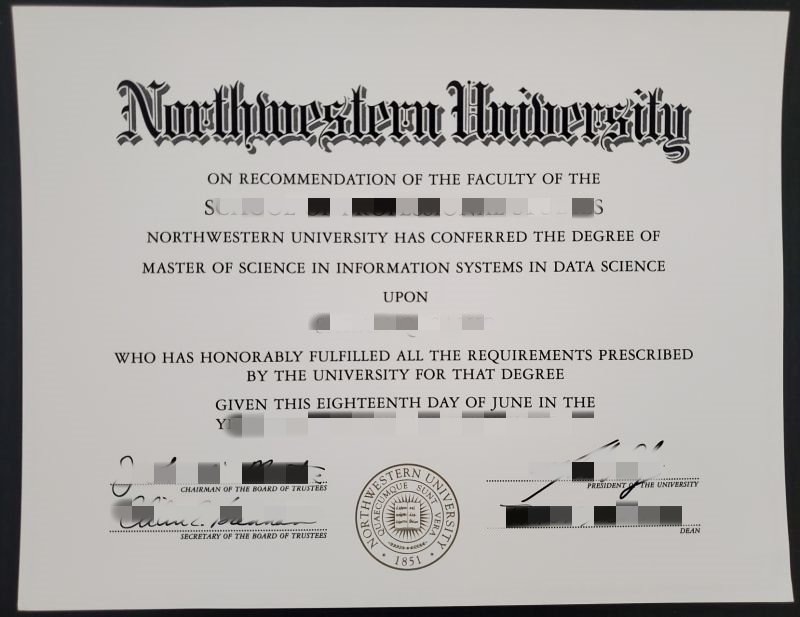 Northwestern University
ON RECOMMENDATION OF THE FACULTY OF THE
NORTHWESTERN UNIVERSITY HAS CONFERRED THE DEGREE OF
MASTER OF SCIENCE IN INFORMATION SYSTEMS IN DATA SCIENCE
UPON
WHO HAS HONORABLY FULFILLED ALL THE REQUIREMENTS PRESCRIBED
BY THE UNIVERSITY FOR THAT DEGREE
GIVEN THIS EIGHTEENTH DAY OF JUNE IN THE
CHAIRMAN OF THE BOARD OF TRUSTEES
PRESIDENT OF THE UNIVERSITY
SECRETARY OF THE BOARD OF TRUSTEES
DEAN
NORTHWESTERN UNIVERSITY
QUAECUMQUE SUNT VERA
1851